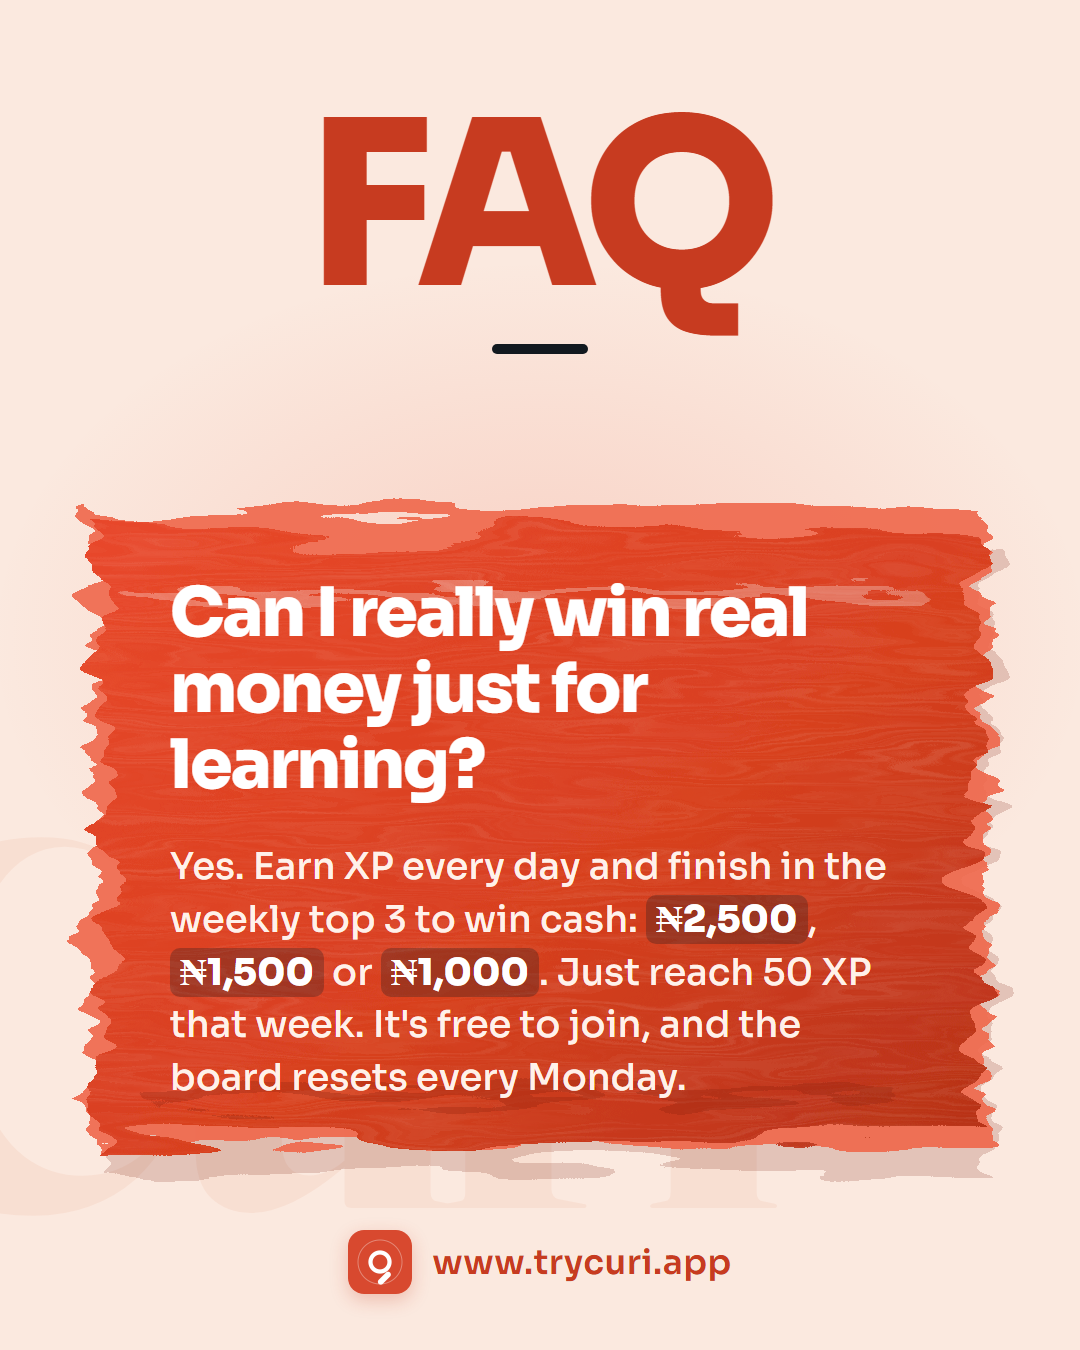 FAQ
Can I really win real
money just for
learning?
Yes. Earn XP every day and finish in the
weekly top 3 to win cash: ₦2,500,
₦1,500 or ₦1,000. Just reach 50 XP
that week. It's free to join, and the
board resets every Monday.
www.trycuri.app